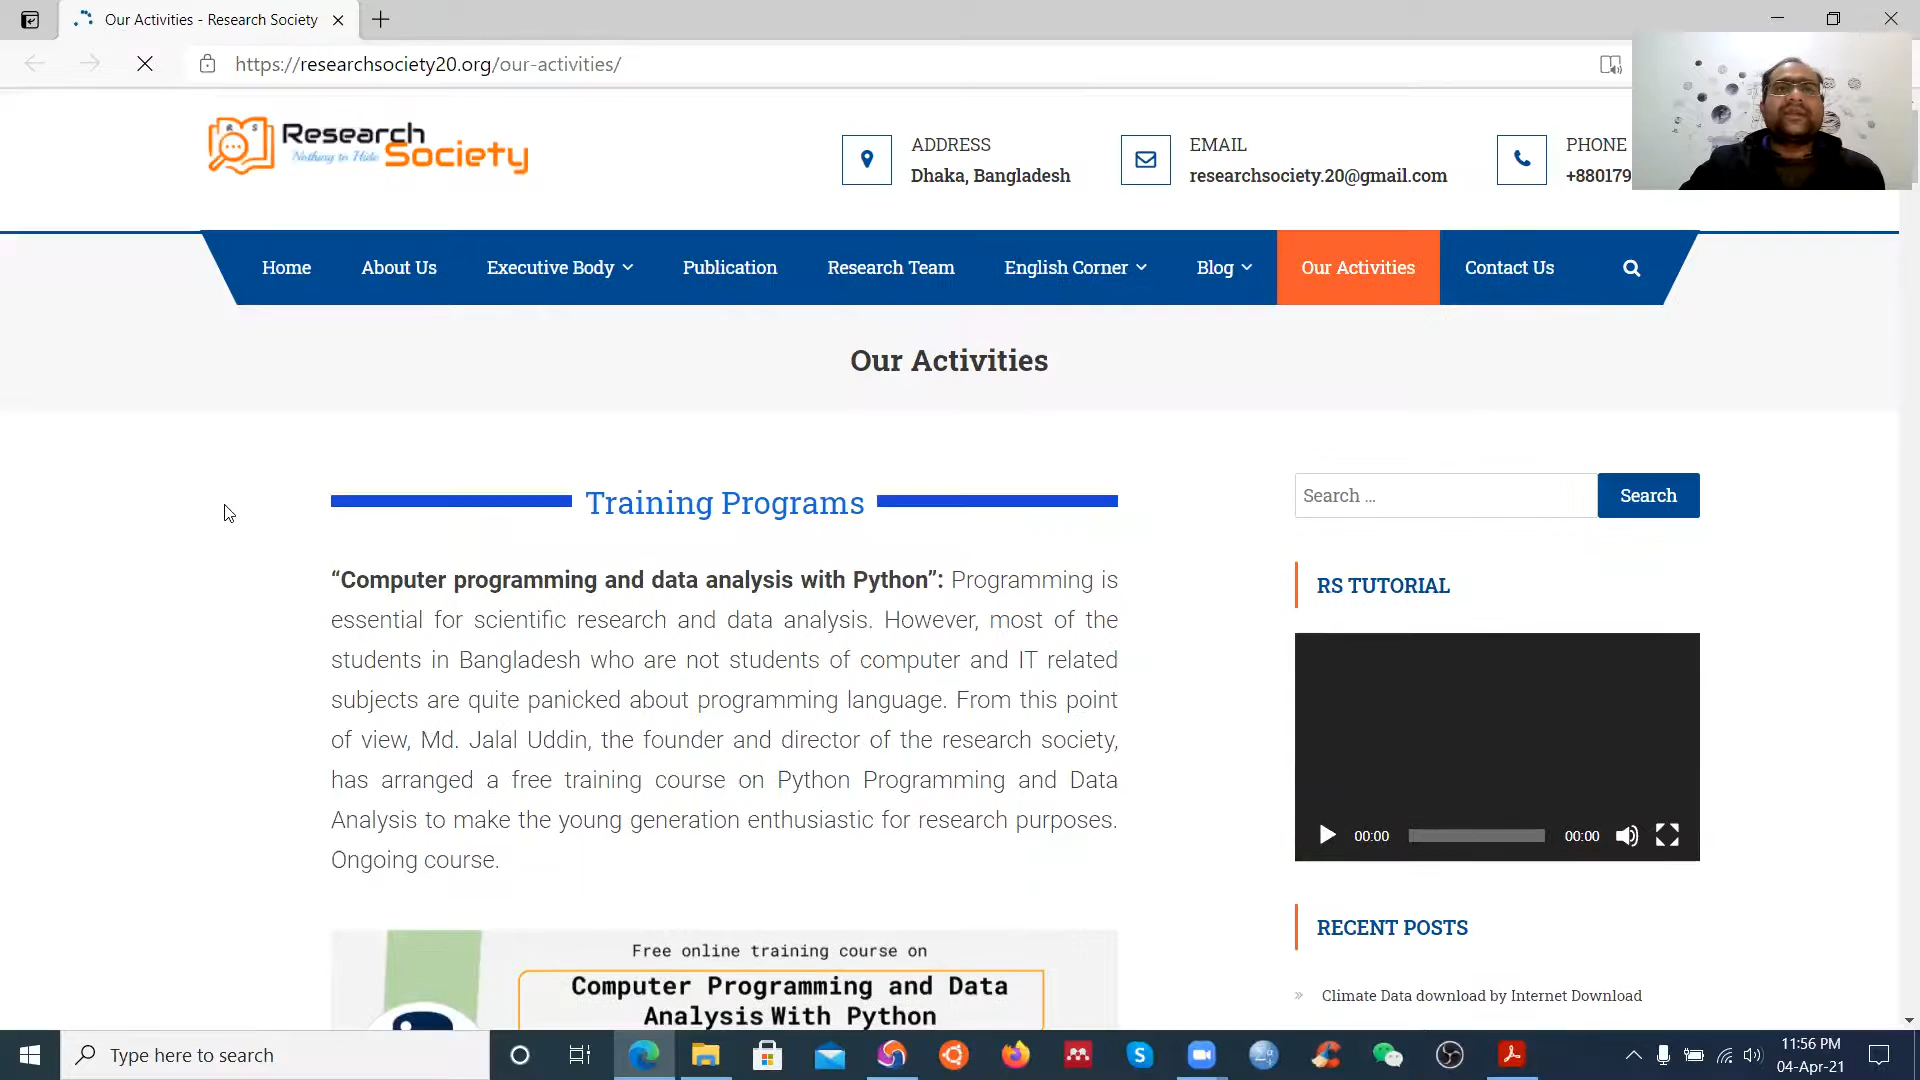 Our Activities - Research Society
https://researchsociety20.org/our-activities/
R S
Research
Nothing to Hide Society
ADDRESS
Dhaka, Bangladesh
EMAIL
researchsociety.20@gmail.com
PHONE
+880179
Home About Us Executive Body Publication Research Team English Corner Blog Our Activities Contact Us
Our Activities
Training Programs
“Computer programming and data analysis with Python”: Programming is
essential for scientific research and data analysis. However, most of the
students in Bangladesh who are not students of computer and IT related
subjects are quite panicked about programming language. From this point
of view, Md. Jalal Uddin, the founder and director of the research society,
has arranged a free training course on Python Programming and Data
Analysis to make the young generation enthusiastic for research purposes.
Ongoing course.
Free online training course on
Computer Programming and Data
Analysis With Python
Search ... Search
RS TUTORIAL
00:00 00:00
RECENT POSTS
» Climate Data download by Internet Download
Type here to search
11:56 PM
04-Apr-21